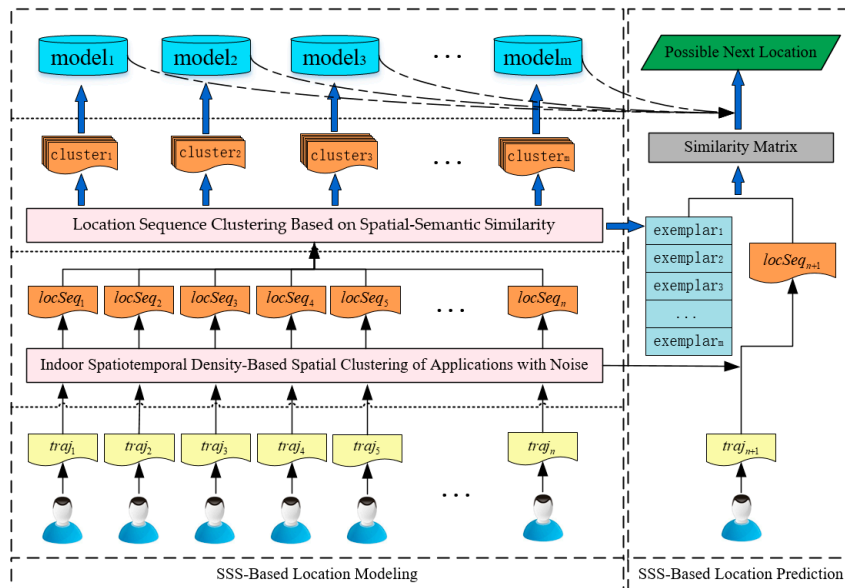 model1 model2 model3 ... modelm
Possible Next Location
cluster1 cluster2 cluster3 ... clusterm
Similarity Matrix
Location Sequence Clustering Based on Spatial-Semantic Similarity
exemplar1
exemplar2
exemplar3
...
exemplarm
locSeqn+1
locSeq1 locSeq2 locSeq3 locSeq4 locSeq5 ... locSeqn
Indoor Spatiotemporal Density-Based Spatial Clustering of Applications with Noise
traj1 traj2 traj3 traj4 traj5 ... trajn
trajn+1
...
SSS-Based Location Modeling
SSS-Based Location Prediction